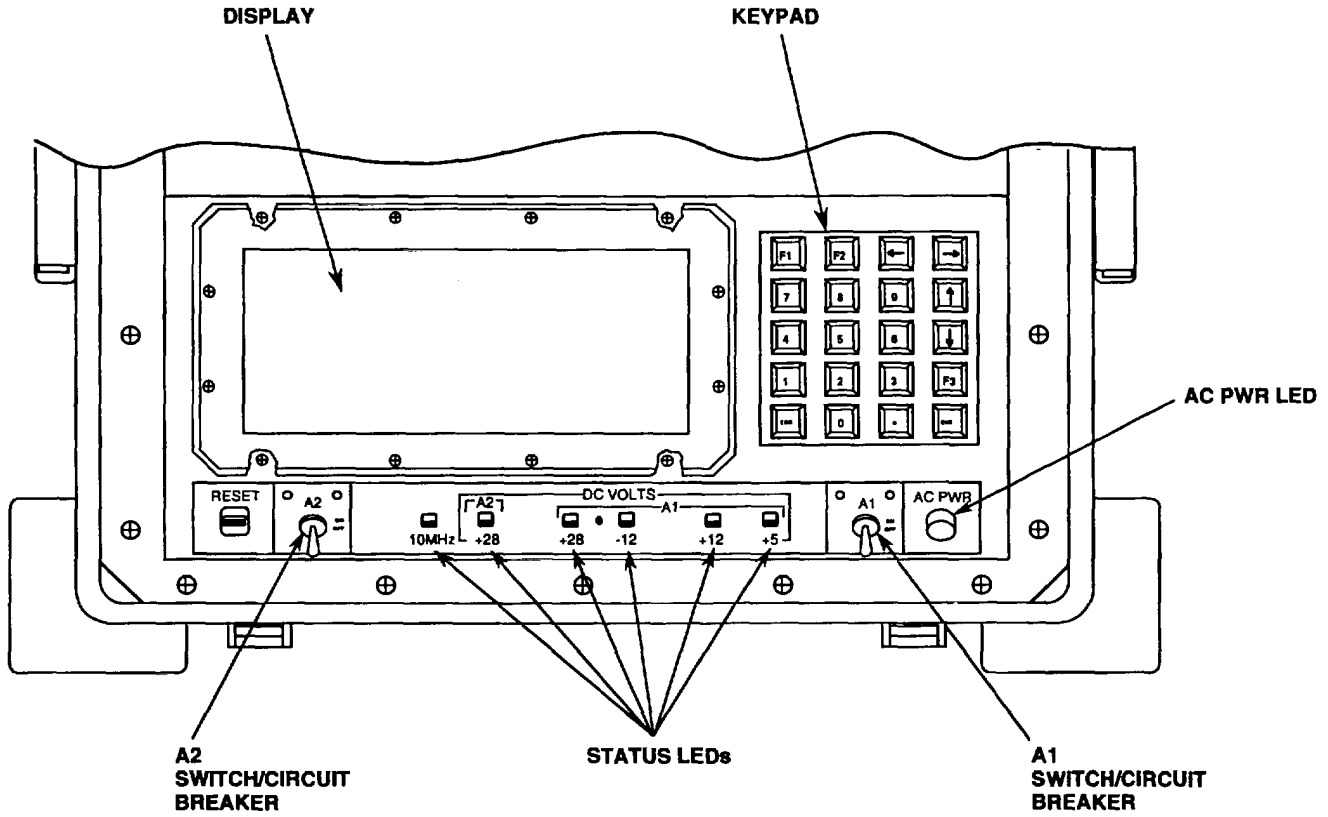 DISPLAY
KEYPAD
F1 F2 ← →
7 8 9 ↑
4 5 6 ↓
1 2 3 F3
0 .
AC PWR LED
RESET
A2
DC VOLTS
A2
A1
A1
AC PWR
10MHz
+28
+28
-12
+12
+5
A2
SWITCH/CIRCUIT
BREAKER
STATUS LEDs
A1
SWITCH/CIRCUIT
BREAKER